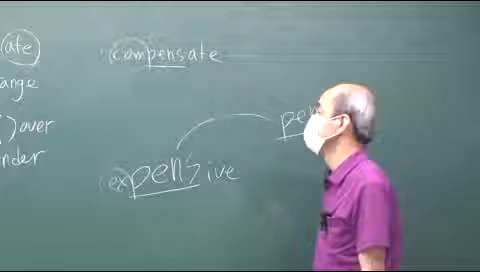 ate
compensate
ange
) over
nder
pen
expensive